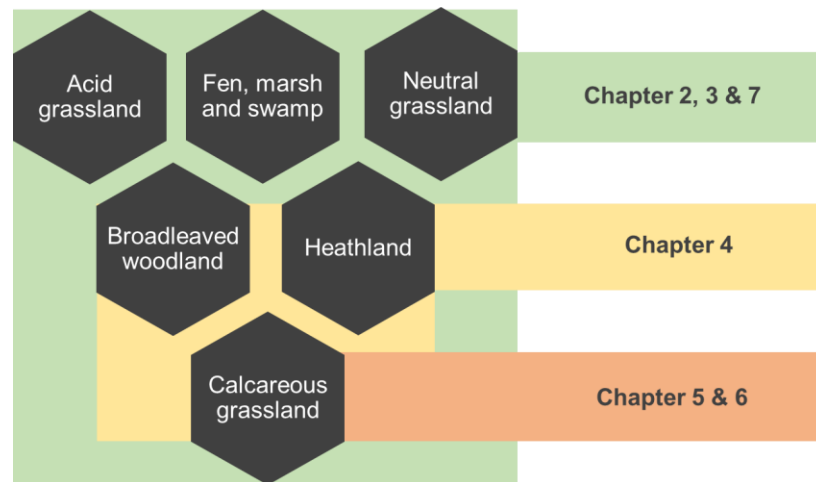 Acid
grassland
Fen, marsh
and swamp
Neutral
grassland
Chapter 2, 3 & 7
Broadleaved
woodland
Heathland
Chapter 4
Calcareous
grassland
Chapter 5 & 6